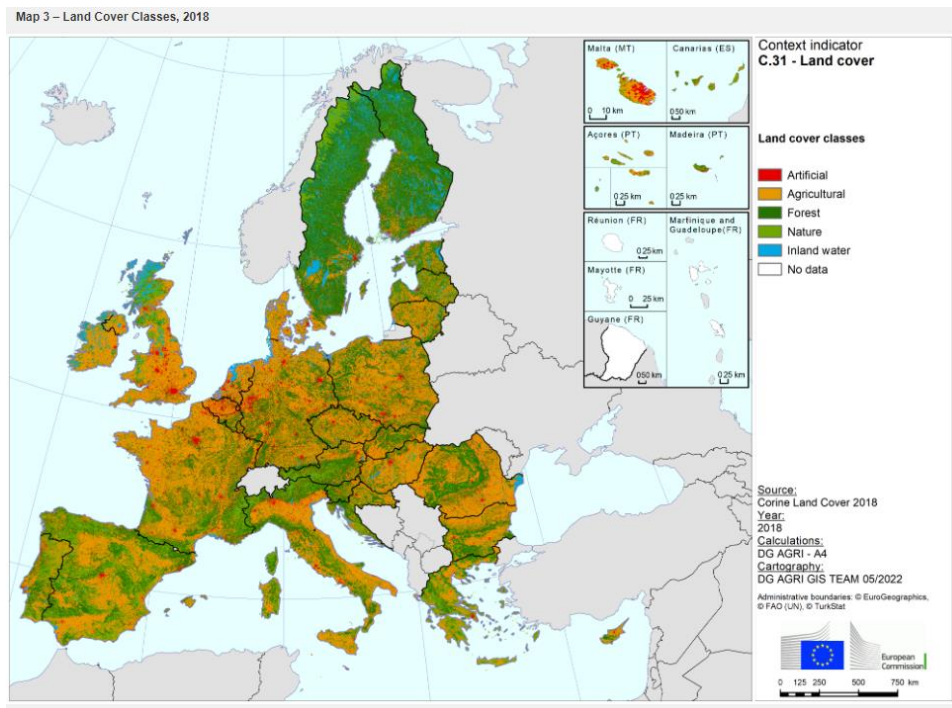 Map 3 – Land Cover Classes, 2018
Malta (MT)
0 10 km
Canarias (ES)
0 50 km
Açores (PT)
0 25 km
Madeira (PT)
0 25 km
Réunion (FR)
0 25 km
Martinique and
Guadeloupe(FR)
Mayotte (FR)
0 25 km
Guyane (FR)
0 50 km
0 25 km
Context indicator
C.31 - Land cover
Land cover classes
Artificial
Agricultural
Forest
Nature
Inland water
No data
Source:
Corine Land Cover 2018
Year:
2018
Calculations:
DG AGRI - A4
Cartography:
DG AGRI GIS TEAM 05/2022
Administrative boundaries: © EuroGeographics,
© FAO (UN), © TurkStat
European
Commission
0 125 250 500 750 km